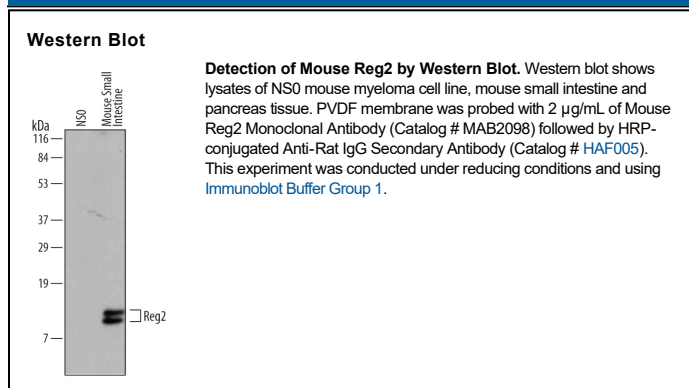 Western Blot
Detection of Mouse Reg2 by Western Blot. Western blot shows
lysates of NS0 mouse myeloma cell line, mouse small intestine and
pancreas tissue. PVDF membrane was probed with 2 µg/mL of Mouse
Reg2 Monoclonal Antibody (Catalog # MAB2098) followed by HRP-
conjugated Anti-Rat IgG Secondary Antibody (Catalog # HAF005).
This experiment was conducted under reducing conditions and using
Immunoblot Buffer Group 1.
NS0
Mouse Small
Intestine
kDa
116
84
53
37
29
19
Reg2
7